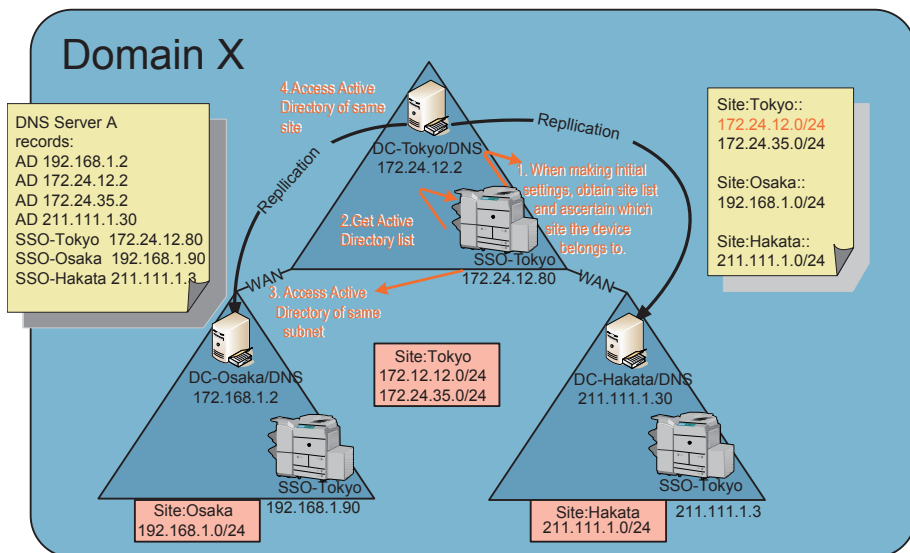 Domain X
DNS Server A
records:
AD 192.168.1.2
AD 172.24.12.2
AD 172.24.35.2
AD 211.111.1.30
SSO-Tokyo 172.24.12.80
SSO-Osaka 192.168.1.90
SSO-Hakata 211.111.1.3
4.Access Active
Directory of same
site
Repllication
DC-Tokyo/DNS
172.24.12.2
Repllication
1. When making initial
settings, obtain site list
and ascertain which
site the device
belongs to.
2.Get Active
Directory list
SSO-Tokyo
172.24.12.80
Site:Tokyo::
172.24.12.0/24
172.24.35.0/24
Site:Osaka::
192.168.1.0/24
Site:Hakata::
211.111.1.0/24
WAN
WAN
3. Access Active
Directory of same
subnet
DC-Osaka/DNS
172.168.1.2
SSO-Tokyo
192.168.1.90
Site:Osaka
192.168.1.0/24
Site:Tokyo
172.12.12.0/24
172.24.35.0/24
DC-Hakata/DNS
211.111.1.30
SSO-Tokyo
211.111.1.3
Site:Hakata
211.111.1.0/24